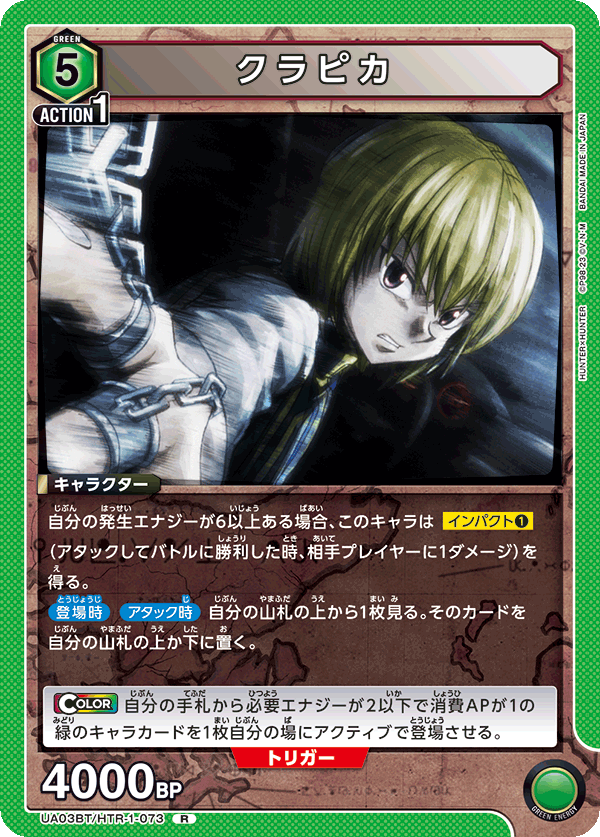 GREEN
5
クラピカ
ACTION1
BANDAI MADE IN JAPAN
©P98-23 ©V･N･M
HUNTER×HUNTER
キャラクター
自分の発生エナジーが6以上ある場合、このキャラは インパクト❶
(アタックしてバトルに勝利した時、相手プレイヤーに1ダメージ)を
得る。
登場時 アタック時 自分の山札の上から1枚見る。そのカードを
自分の山札の上か下に置く。
COLOR 自分の手札から必要エナジーが2以下で消費APが1の
緑のキャラカードを1枚自分の場にアクティブで登場させる。
トリガー
4000BP
UA03BT/HTR-1-073 R
GREEN ENERGY